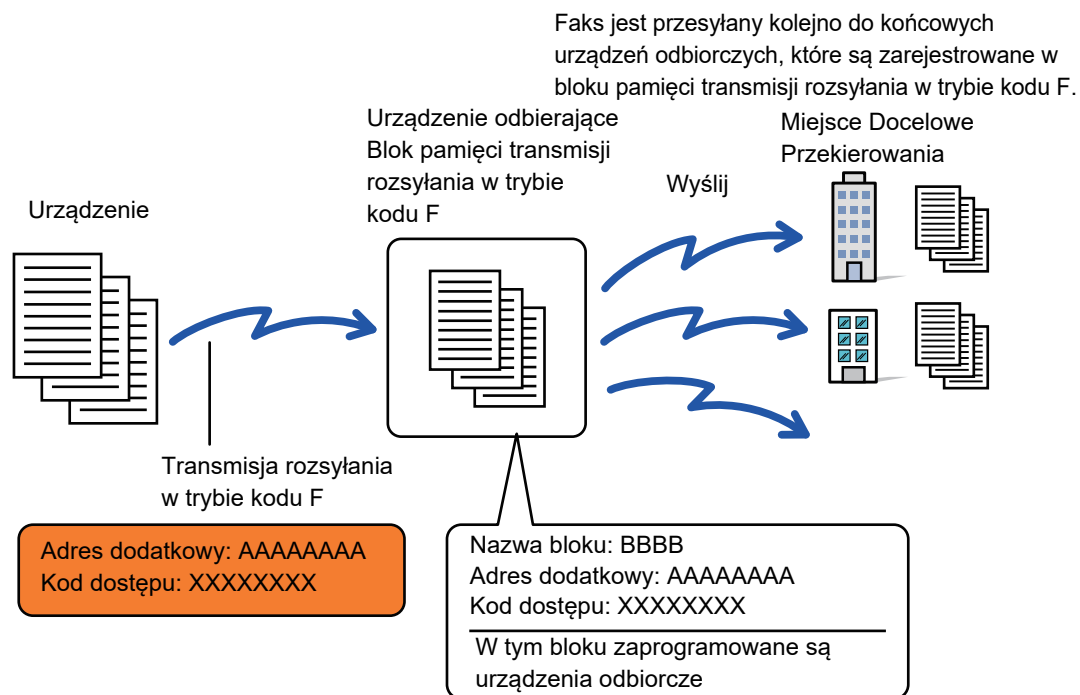 Faks jest przesyłany kolejno do końcowych
urządzeń odbiorczych, które są zarejestrowane w
bloku pamięci transmisji rozsyłania w trybie kodu F.
Urządzenie odbierające
Blok pamięci transmisji
rozsyłania w trybie
kodu F
Miejsce Docelowe
Przekierowania
Wyślij
Urządzenie
Transmisja rozsyłania
w trybie kodu F
Adres dodatkowy: AAAAAAAA
Kod dostępu: XXXXXXXX
Nazwa bloku: BBBB
Adres dodatkowy: AAAAAAAA
Kod dostępu: XXXXXXXX
W tym bloku zaprogramowane są
urządzenia odbiorcze